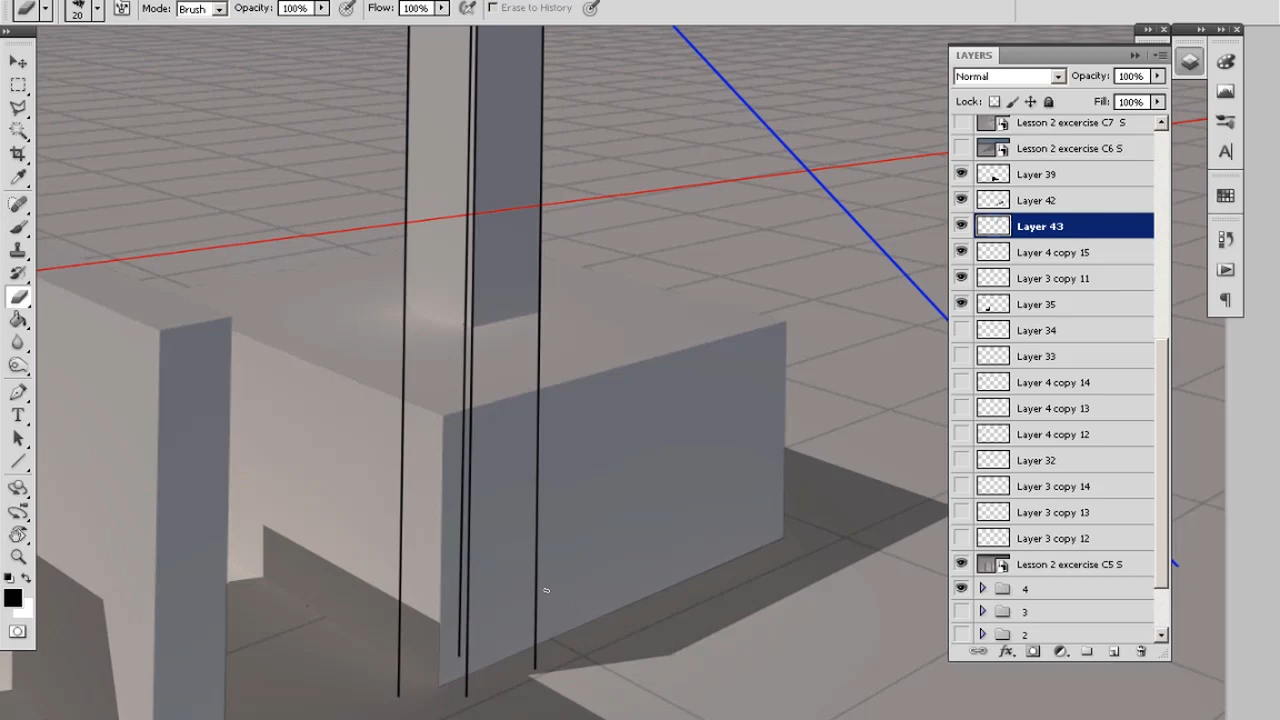 20
Mode: Brush
Opacity: 100%
Flow: 100%
Erase to History
LAYERS
Normal
Opacity: 100%
Lock:
Fill: 100%
Lesson 2 excercise C7 S
Lesson 2 excercise C6 S
Layer 39
Layer 42
Layer 43
Layer 4 copy 15
Layer 3 copy 11
Layer 35
Layer 34
Layer 33
Layer 4 copy 14
Layer 4 copy 13
Layer 4 copy 12
Layer 32
Layer 3 copy 14
Layer 3 copy 13
Layer 3 copy 12
Lesson 2 excercise C5 S
4
3
2